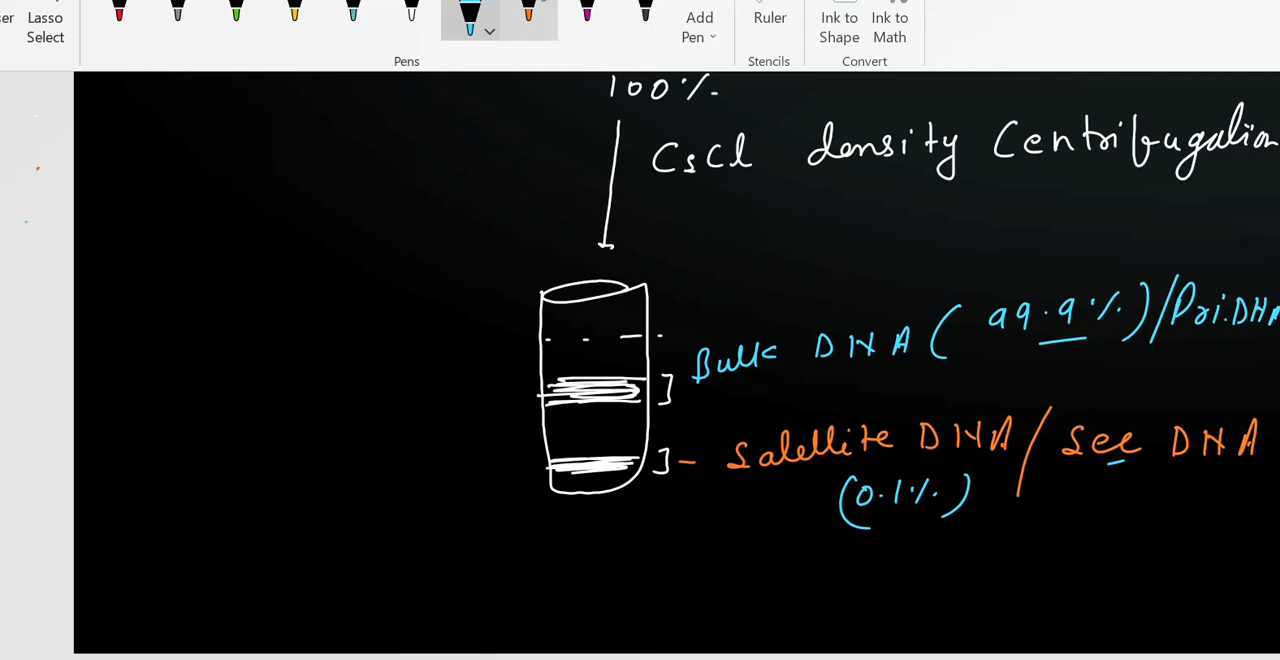 ser Lasso Select
Add Pen
Ruler
Ink to Shape
Ink to Math
Pens
Stencils
Convert
100%.
CsCl density Centrifugation
Bulk DNA (99.9%)/Pri.DNA
- Satellite DNA / Sec DNA
(0.1%)